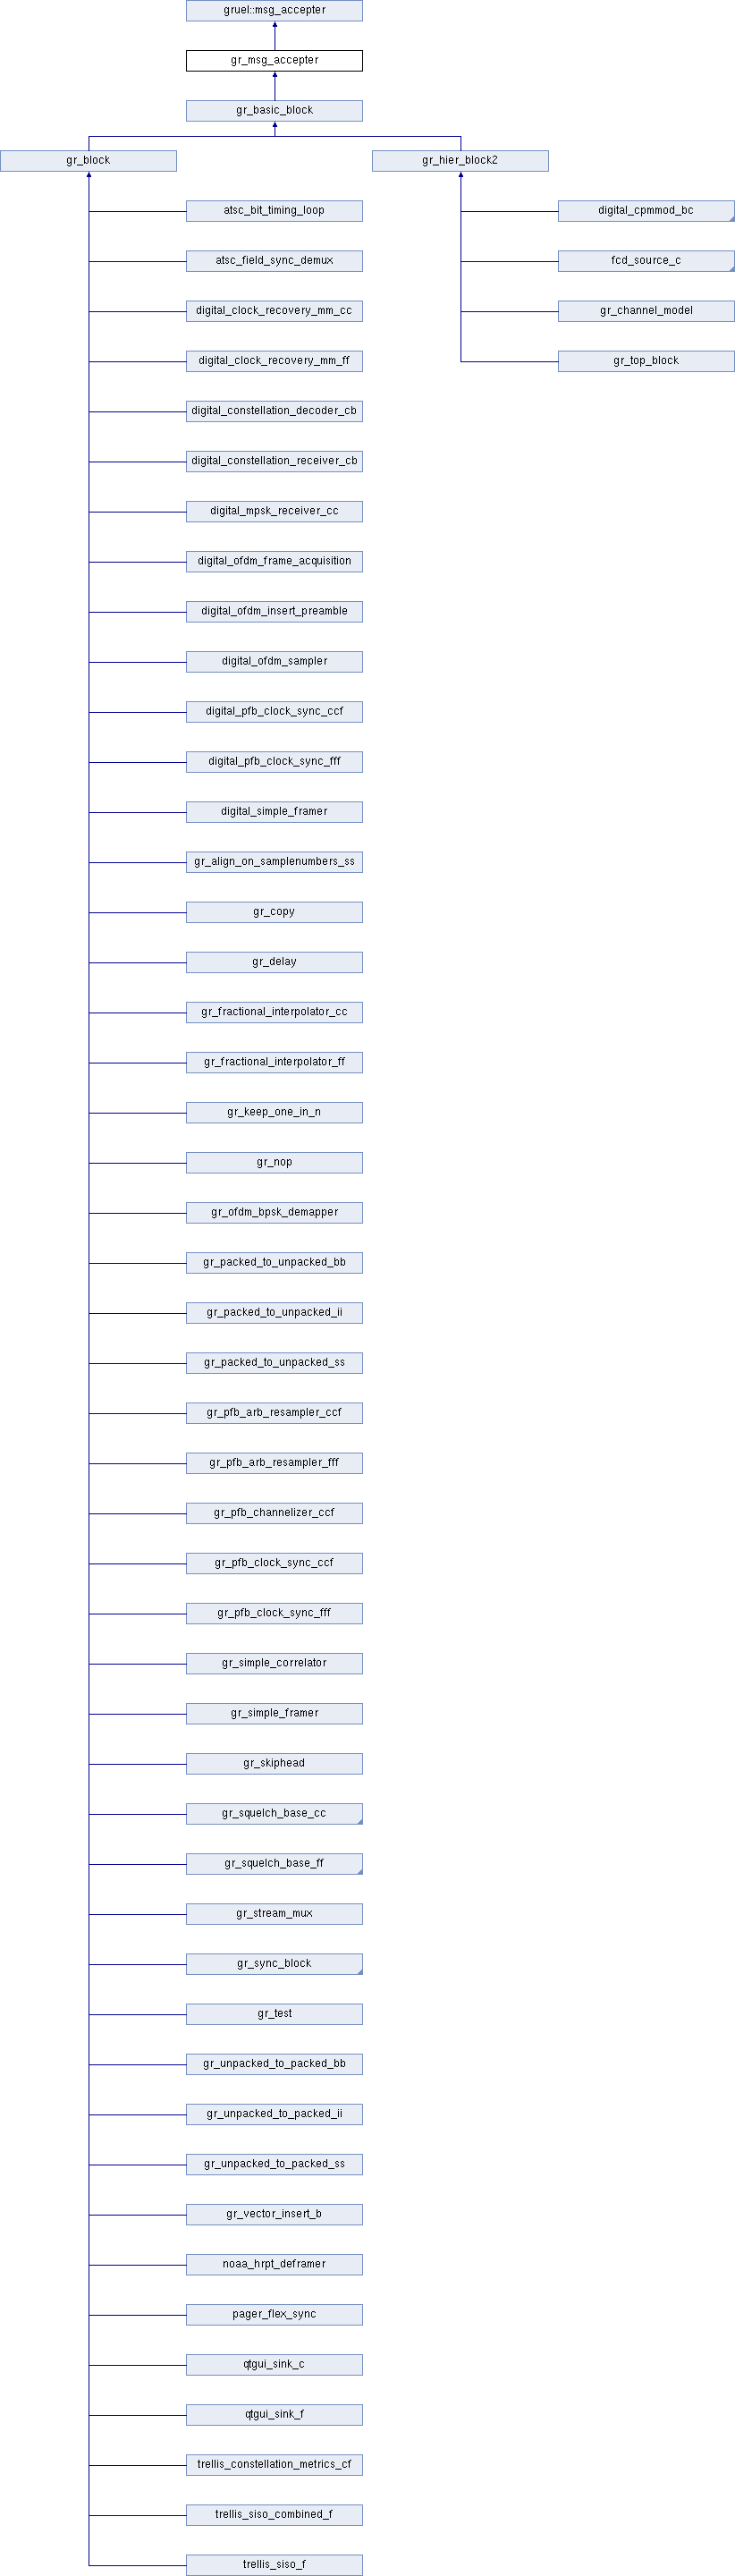 gruel::msg_accepter
gr_msg_accepter
gr_basic_block
gr_block
gr_hier_block2
atsc_bit_timing_loop
digital_cpmmod_bc
atsc_field_sync_demux
fcd_source_c
digital_clock_recovery_mm_cc
gr_channel_model
digital_clock_recovery_mm_ff
gr_top_block
digital_constellation_decoder_cb
digital_constellation_receiver_cb
digital_mpsk_receiver_cc
digital_ofdm_frame_acquisition
digital_ofdm_insert_preamble
digital_ofdm_sampler
digital_pfb_clock_sync_ccf
digital_pfb_clock_sync_fff
digital_simple_framer
gr_align_on_samplenumbers_ss
gr_copy
gr_delay
gr_fractional_interpolator_cc
gr_fractional_interpolator_ff
gr_keep_one_in_n
gr_nop
gr_ofdm_bpsk_demapper
gr_packed_to_unpacked_bb
gr_packed_to_unpacked_ii
gr_packed_to_unpacked_ss
gr_pfb_arb_resampler_ccf
gr_pfb_arb_resampler_fff
gr_pfb_channelizer_ccf
gr_pfb_clock_sync_ccf
gr_pfb_clock_sync_fff
gr_simple_correlator
gr_simple_framer
gr_skiphead
gr_squelch_base_cc
gr_squelch_base_ff
gr_stream_mux
gr_sync_block
gr_test
gr_unpacked_to_packed_bb
gr_unpacked_to_packed_ii
gr_unpacked_to_packed_ss
gr_vector_insert_b
noaa_hrpt_deframer
pager_flex_sync
qtgui_sink_c
qtgui_sink_f
trellis_constellation_metrics_cf
trellis_siso_combined_f
trellis_siso_f